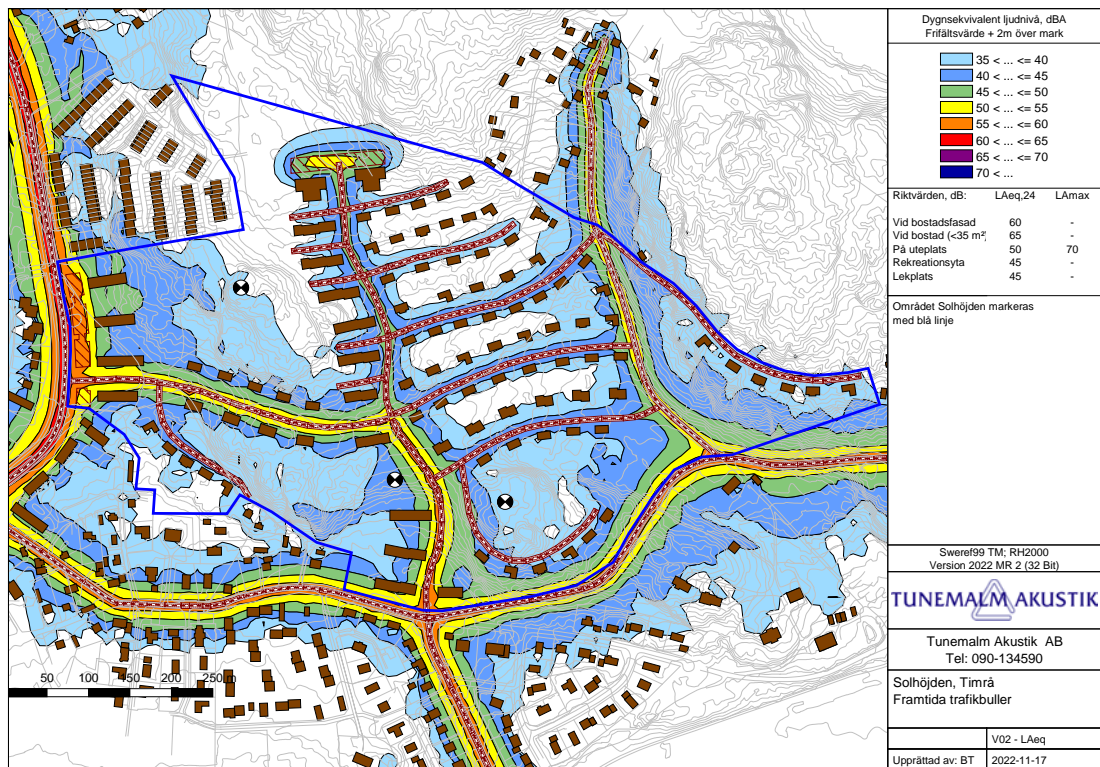 Dygnsekvivalent ljudnivå, dBA
Frifältsvärde + 2m över mark
35 < ... <= 40
40 < ... <= 45
45 < ... <= 50
50 < ... <= 55
55 < ... <= 60
60 < ... <= 65
65 < ... <= 70
70 < ...
Riktvärden, dB: LAeq,24 LAmax
Vid bostadsfasad 60 -
Vid bostad (<35 m² 65 -
På uteplats 50 70
Rekreationsyta 45 -
Lekplats 45 -
Området Solhöjden markeras
med blå linje
Sweref99 TM; RH2000
Version 2022 MR 2 (32 Bit)
TUNEMALM AKUSTIK
Tunemalm Akustik AB
Tel: 090-134590
Solhöjden, Timrå
Framtida trafikbuller
V02 - LAeq
Upprättad av: BT 2022-11-17
50 100 150 200 250 m